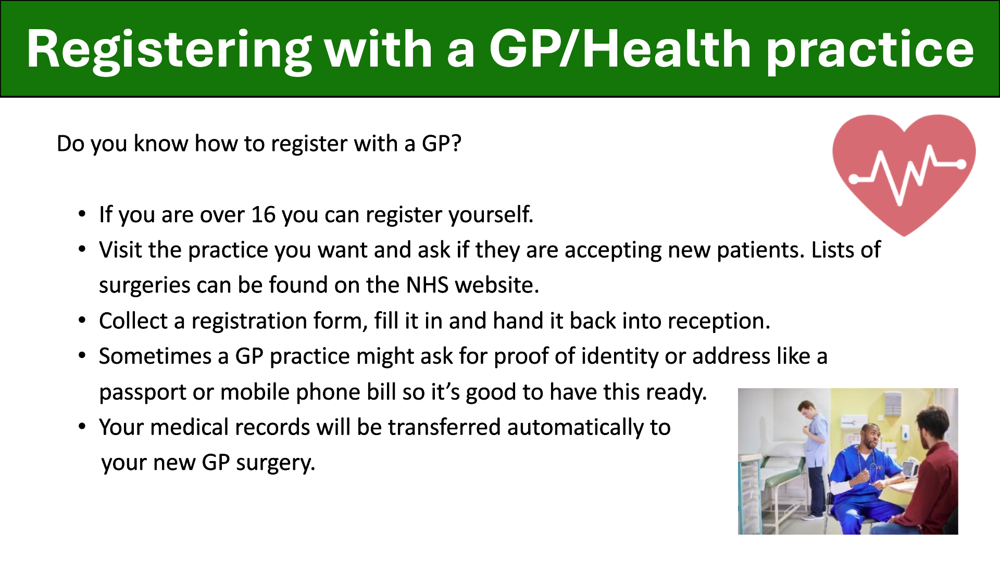 Registering with a GP/Health practice
Do you know how to register with a GP?
• If you are over 16 you can register yourself.
• Visit the practice you want and ask if they are accepting new patients. Lists of
surgeries can be found on the NHS website.
• Collect a registration form, fill it in and hand it back into reception.
• Sometimes a GP practice might ask for proof of identity or address like a
passport or mobile phone bill so it’s good to have this ready.
• Your medical records will be transferred automatically to
your new GP surgery.